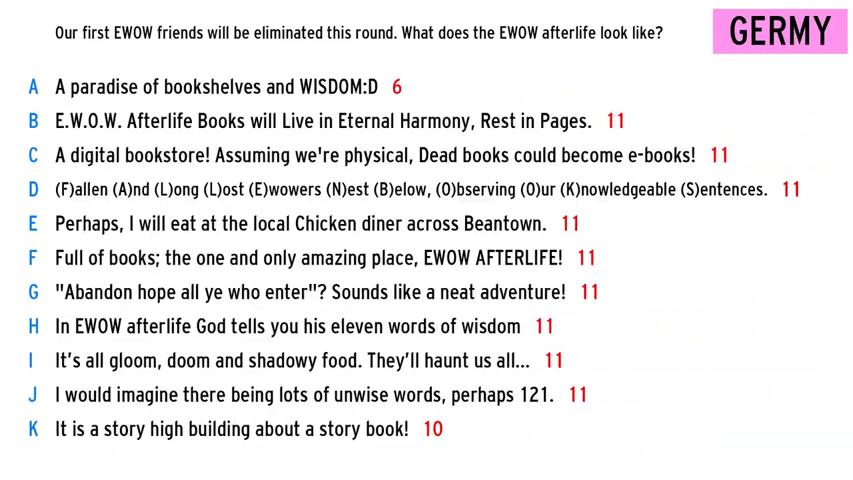 Our first EWOW friends will be eliminated this round. What does the EWOW afterlife look like?
GERMY
A A paradise of bookshelves and WISDOM:D 6
B E.W.O.W. Afterlife Books will Live in Eternal Harmony, Rest in Pages. 11
C A digital bookstore! Assuming we're physical, Dead books could become e-books! 11
D (F)allen (A)nd (L)ong (L)ost (E)wowers (N)est (B)elow, (O)bserving (O)ur (K)nowledgeable (S)entences. 11
E Perhaps, I will eat at the local Chicken diner across Beantown. 11
F Full of books; the one and only amazing place, EWOW AFTERLIFE! 11
G "Abandon hope all ye who enter"? Sounds like a neat adventure! 11
H In EWOW afterlife God tells you his eleven words of wisdom 11
I It's all gloom, doom and shadowy food. They'll haunt us all... 11
J I would imagine there being lots of unwise words, perhaps 121. 11
K It is a story high building about a story book! 10